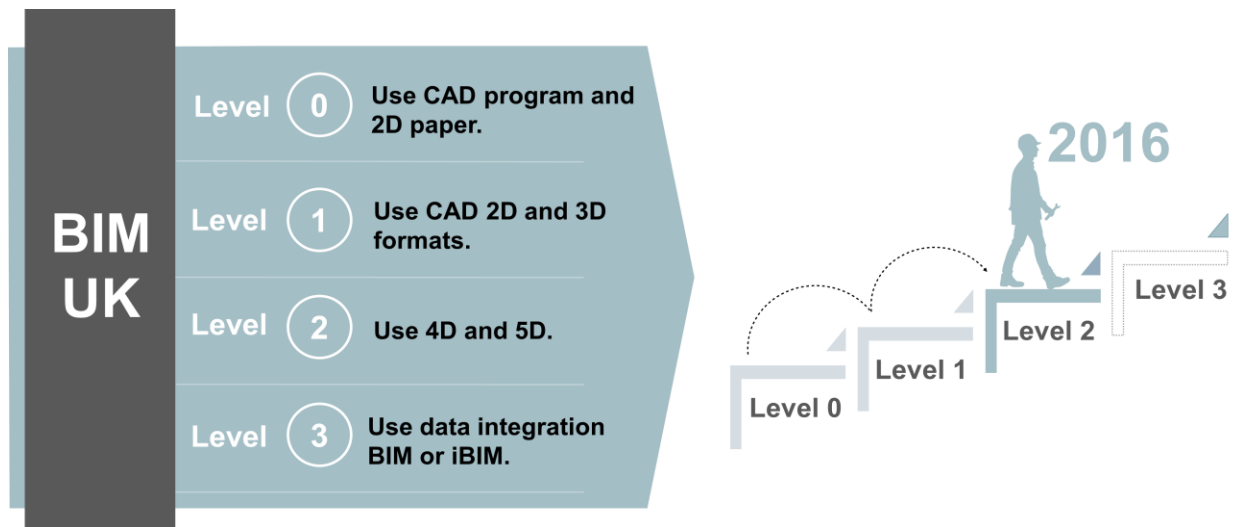 BIM
UK
Level 0 Use CAD program and
2D paper.
Level 1 Use CAD 2D and 3D
formats.
Level 2 Use 4D and 5D.
Level 3 Use data integration
BIM or iBIM.
2016
Level 0
Level 1
Level 2
Level 3